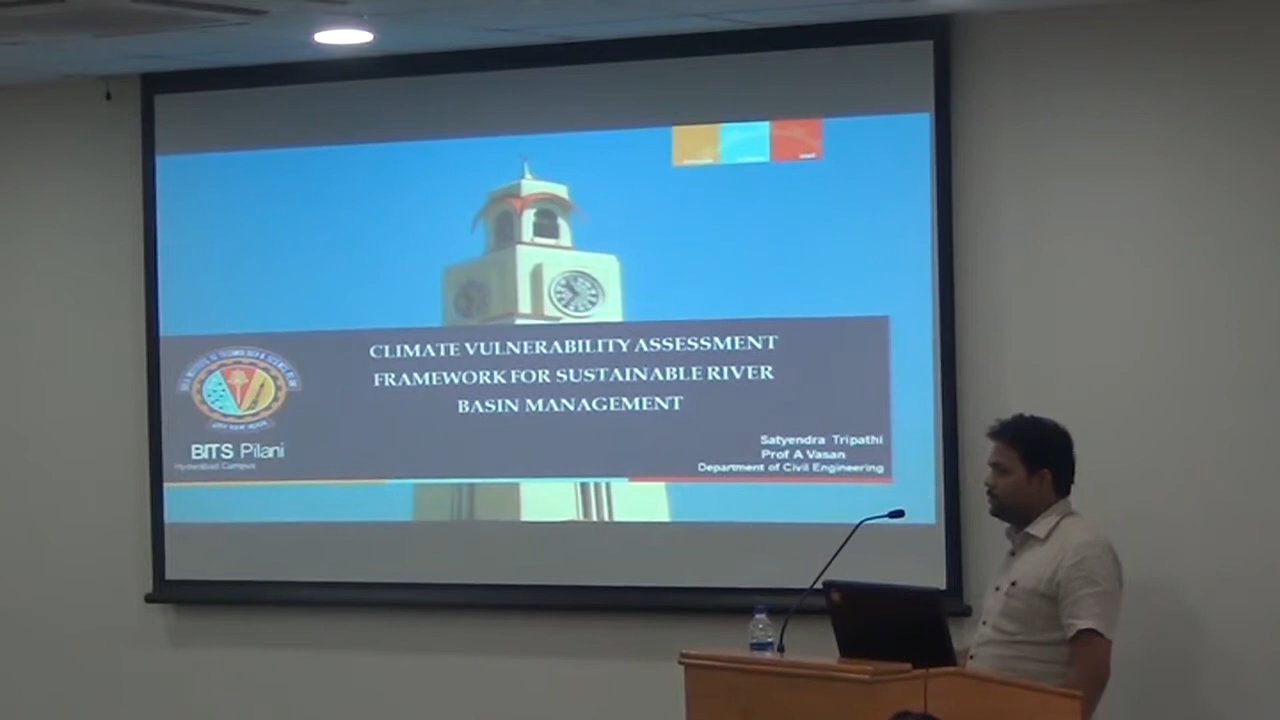 CLIMATE VULNERABILITY ASSESSMENT
FRAMEWORK FOR SUSTAINABLE RIVER
BASIN MANAGEMENT
BITS Pilani
Hyderabad Campus
Satyendra Tripathi
Prof A Vasan
Department of Civil Engineering